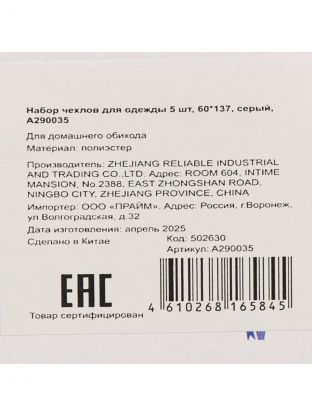 Набор чехлов для одежды 5 шт, 60*137, серый,
A290035
Для домашнего обихода
Материал: полиэстер
Производитель: ZHEJIANG RELIABLE INDUSTRIAL
AND TRADING CO.,LTD. Адрес: ROOM 604, INTIME
MANSION, No.2388, EAST ZHONGSHAN ROAD,
NINGBO CITY, ZHEJIANG PROVINCE, CHINA
Импортер: ООО «ПРАЙМ». Адрес: Россия, г.Воронеж,
ул.Волгоградская, д.32
Дата изготовления: апрель 2025
Сделано в Китае
Код: 502630
Артикул: A290035
EAC
Товар сертифицирован
4 610268 165845